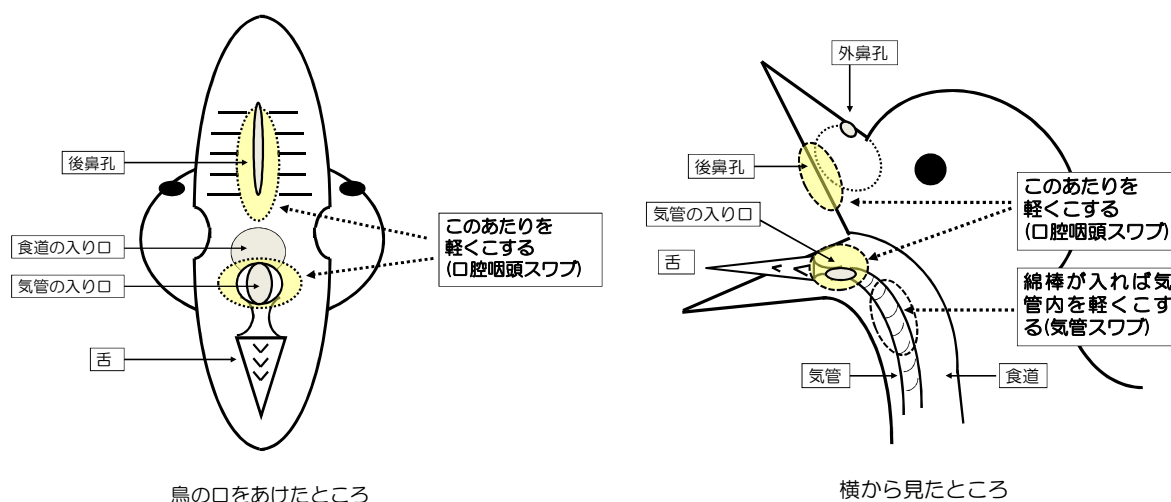 後鼻孔
食道の入り口
気管の入り口
舌
このあたりを
軽くこする
(口腔咽頭スワブ)
鳥の口をあけたところ
外鼻孔
後鼻孔
気管の入り口
舌
気管
食道
このあたりを
軽くこする
(口腔咽頭スワブ)
綿棒が入れば気
管内を軽くこす
る(気管スワブ)
横から見たところ